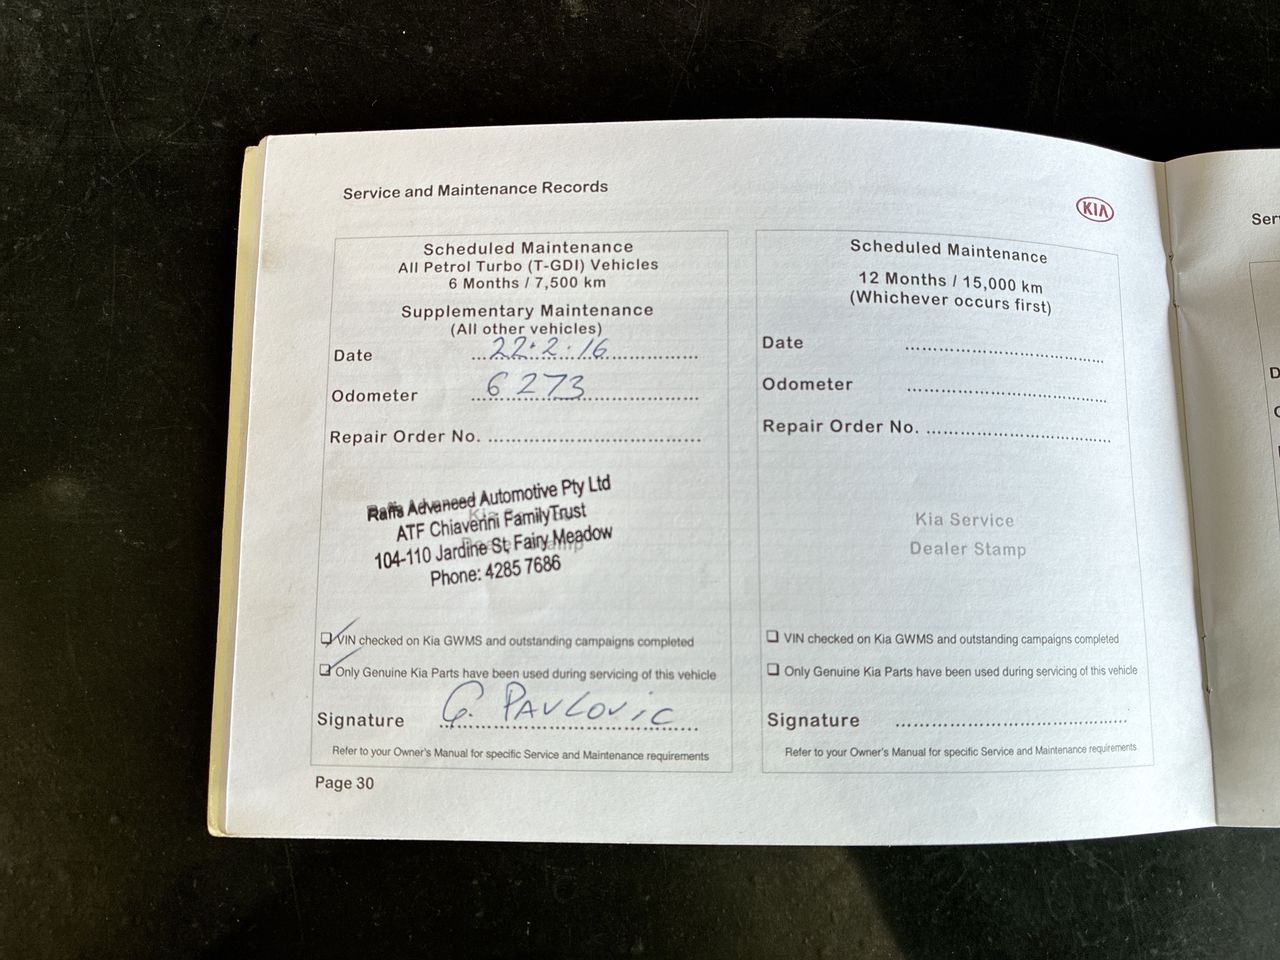 Service and Maintenance Records
KIA
Scheduled Maintenance
All Petrol Turbo (T-GDI) Vehicles
6 Months / 7,500 km
Supplementary Maintenance
(All other vehicles)
Date 22.2.16
Odometer 6273
Repair Order No.
Raffs Advanced Automotive Pty Ltd
ATF Chiaverini FamilyTrust
104-110 Jardine St, Fairy Meadow
Phone: 4285 7686
VIN checked on Kia GWMS and outstanding campaigns completed
Only Genuine Kia Parts have been used during servicing of this vehicle
Signature G. PAVLOVIC
Refer to your Owner's Manual for specific Service and Maintenance requirements
Page 30
Scheduled Maintenance
12 Months / 15,000 km
(Whichever occurs first)
Date
Odometer
Repair Order No.
Kia Service
Dealer Stamp
VIN checked on Kia GWMS and outstanding campaigns completed
Only Genuine Kia Parts have been used during servicing of this vehicle
Signature
Refer to your Owner's Manual for specific Service and Maintenance requirements